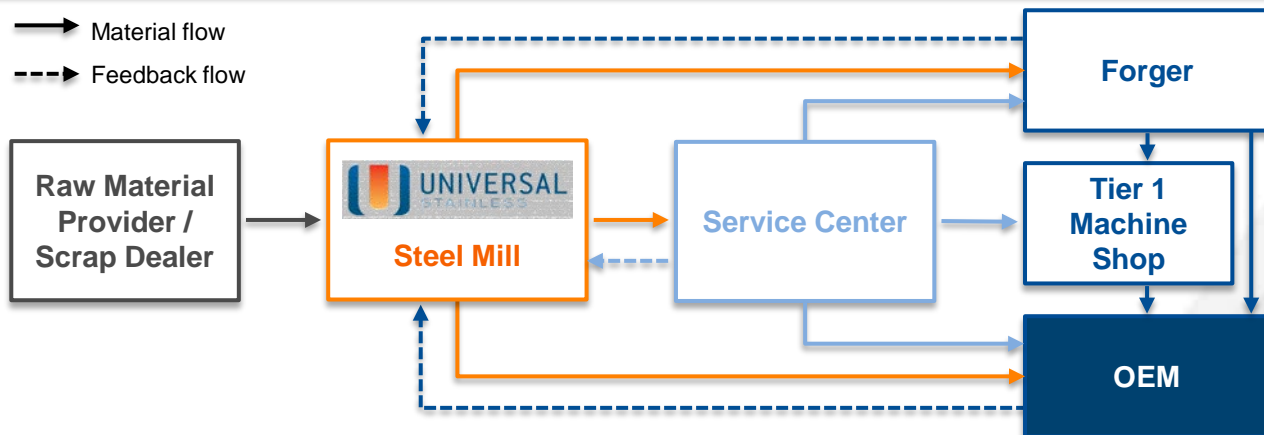 Material flow
Feedback flow
Forger
Raw Material
Provider /
Scrap Dealer
UNIVERSAL
STAINLESS
Steel Mill
Service Center
Tier 1
Machine
Shop
OEM